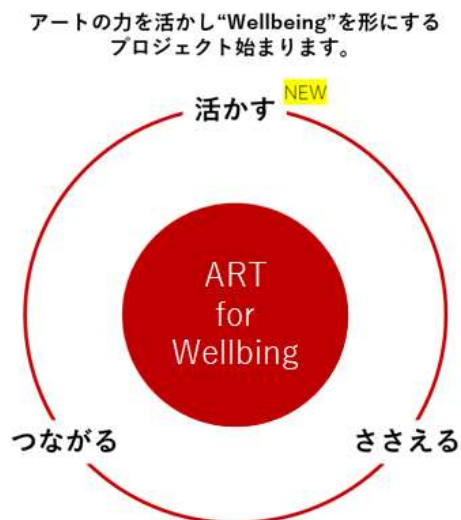 アートの力を活かし“Wellbeing”を形にする
プロジェクト始まります。
活かす NEW
ART
for
Wellbing
つながる ささえる